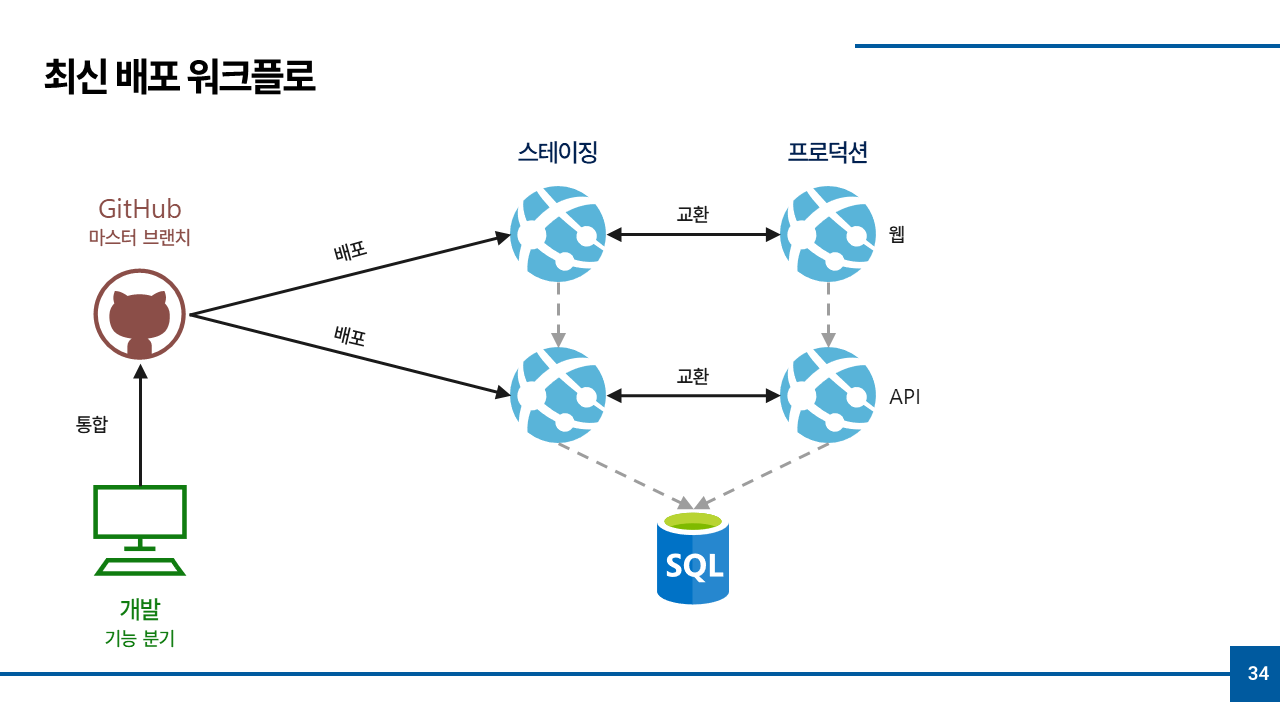 최신 배포 워크플로
스테이징
프로덕션
GitHub
마스터 브랜치
배포
교환
웹
배포
교환
API
통합
SQL
개발
기능 분기
34